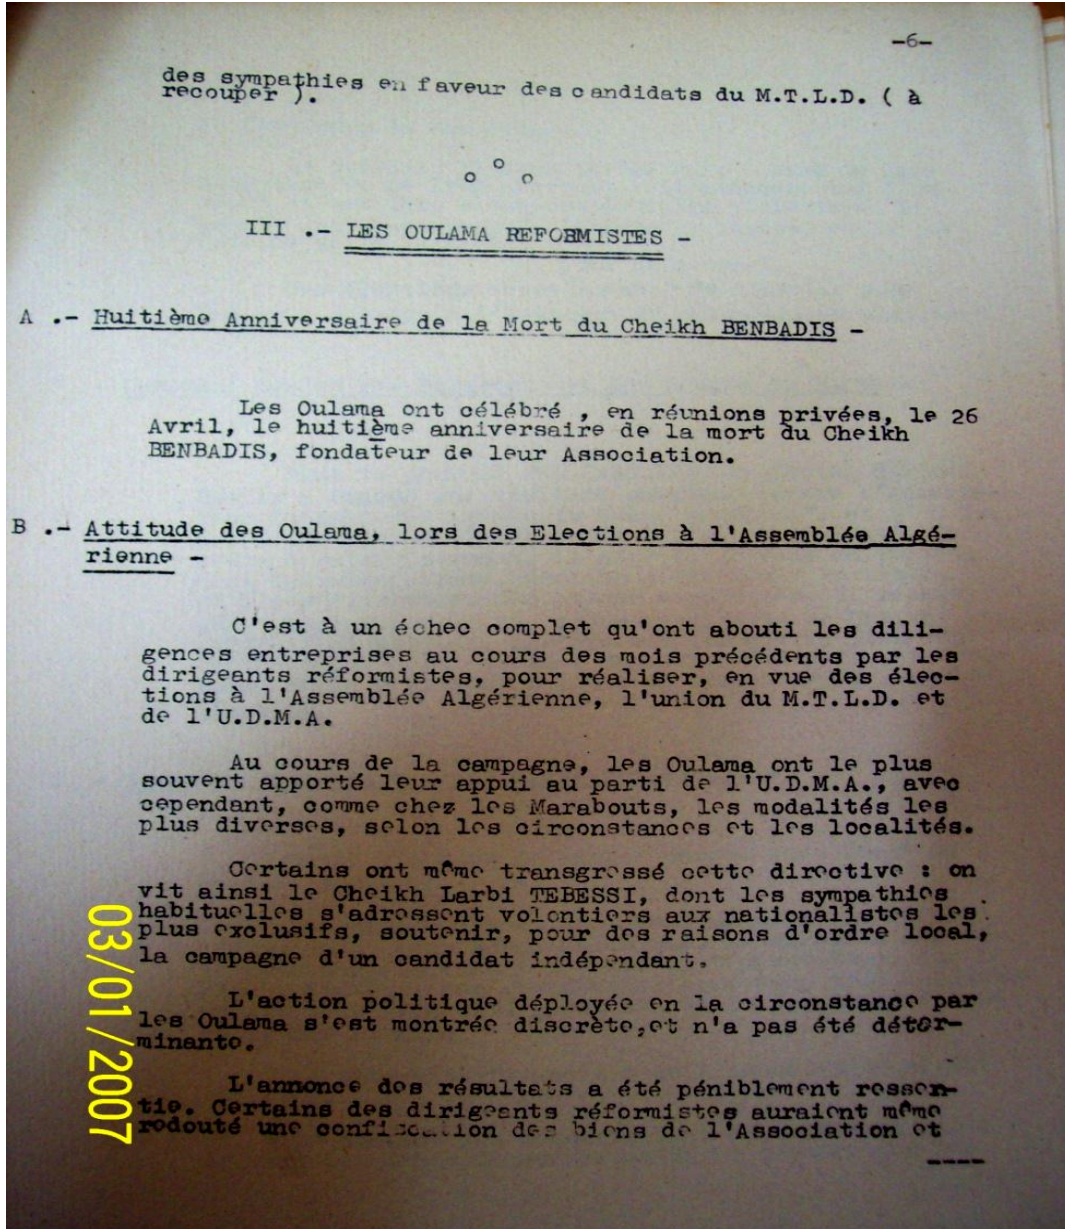 -6-
des sympathies en faveur des candidats du M.T.L.D. ( à
recouper ).
o o o
III .- LES OULAMA REFORMISTES -
A .- Huitième Anniversaire de la Mort du Cheikh BENBADIS -
Les Oulama ont célébré , en réunions privées, le 26
Avril, le huitième anniversaire de la mort du Cheikh
BENBADIS, fondateur de leur Association.
B .- Attitude des Oulama, lors des Elections à l'Assemblée Algé-
rienne -
C'est à un échec complet qu'ont abouti les dili-
gences entreprises au cours des mois précédents par les
dirigeants réformistes, pour réaliser, en vue des élec-
tions à l'Assemblée Algérienne, l'union du M.T.L.D. et
de l'U.D.M.A.
Au cours de la campagne, les Oulama ont le plus
souvent apporté leur appui au parti de l'U.D.M.A., avec
cependant, comme chez les Marabouts, les modalités les
plus diverses, selon les circonstances et les localités.
Certains ont même transgressé cette directive : on
vit ainsi le Cheikh Larbi TEBESSI, dont les sympathies
habituelles s'adressent volontiers aux nationalistes les
plus exclusifs, soutenir, pour des raisons d'ordre local,
la campagne d'un candidat indépendant.
L'action politique déployée en la circonstance par
les Oulama s'est montrée discrète,et n'a pas été déter-
minante.
L'annonce des résultats a été péniblement ressen-
tie. Certains des dirigeants réformistes auraient même
redouté une confiscation des biens de l'Association et
----
03/01/2007